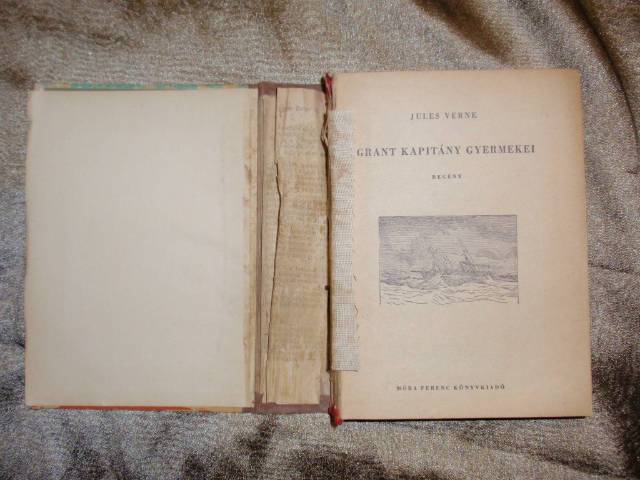 JULES VERNE
GRANT KAPITÁNY GYERMEKEI
REGÉNY
MÓRA FERENC KÖNYVKIADÓ